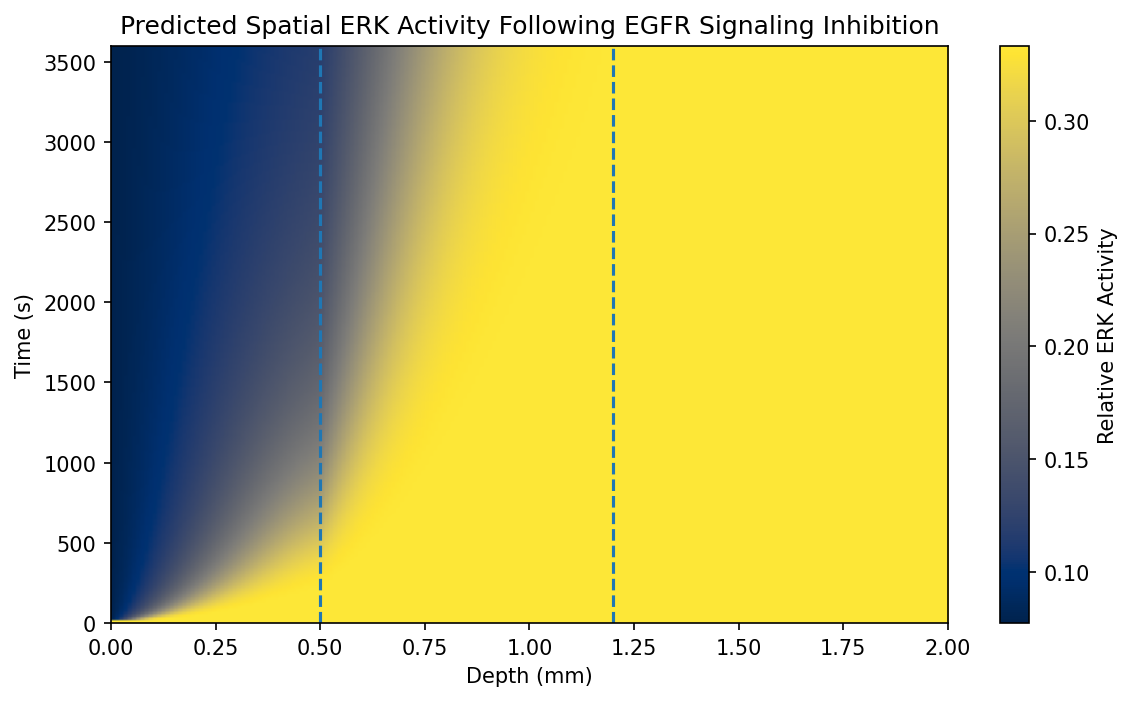 Predicted Spatial ERK Activity Following EGFR Signaling Inhibition
3500
3000
2500
2000
1500
1000
500
0
Time (s)
0.00 0.25 0.50 0.75 1.00 1.25 1.50 1.75 2.00
Depth (mm)
0.30
0.25
0.20
0.15
0.10
Relative ERK Activity